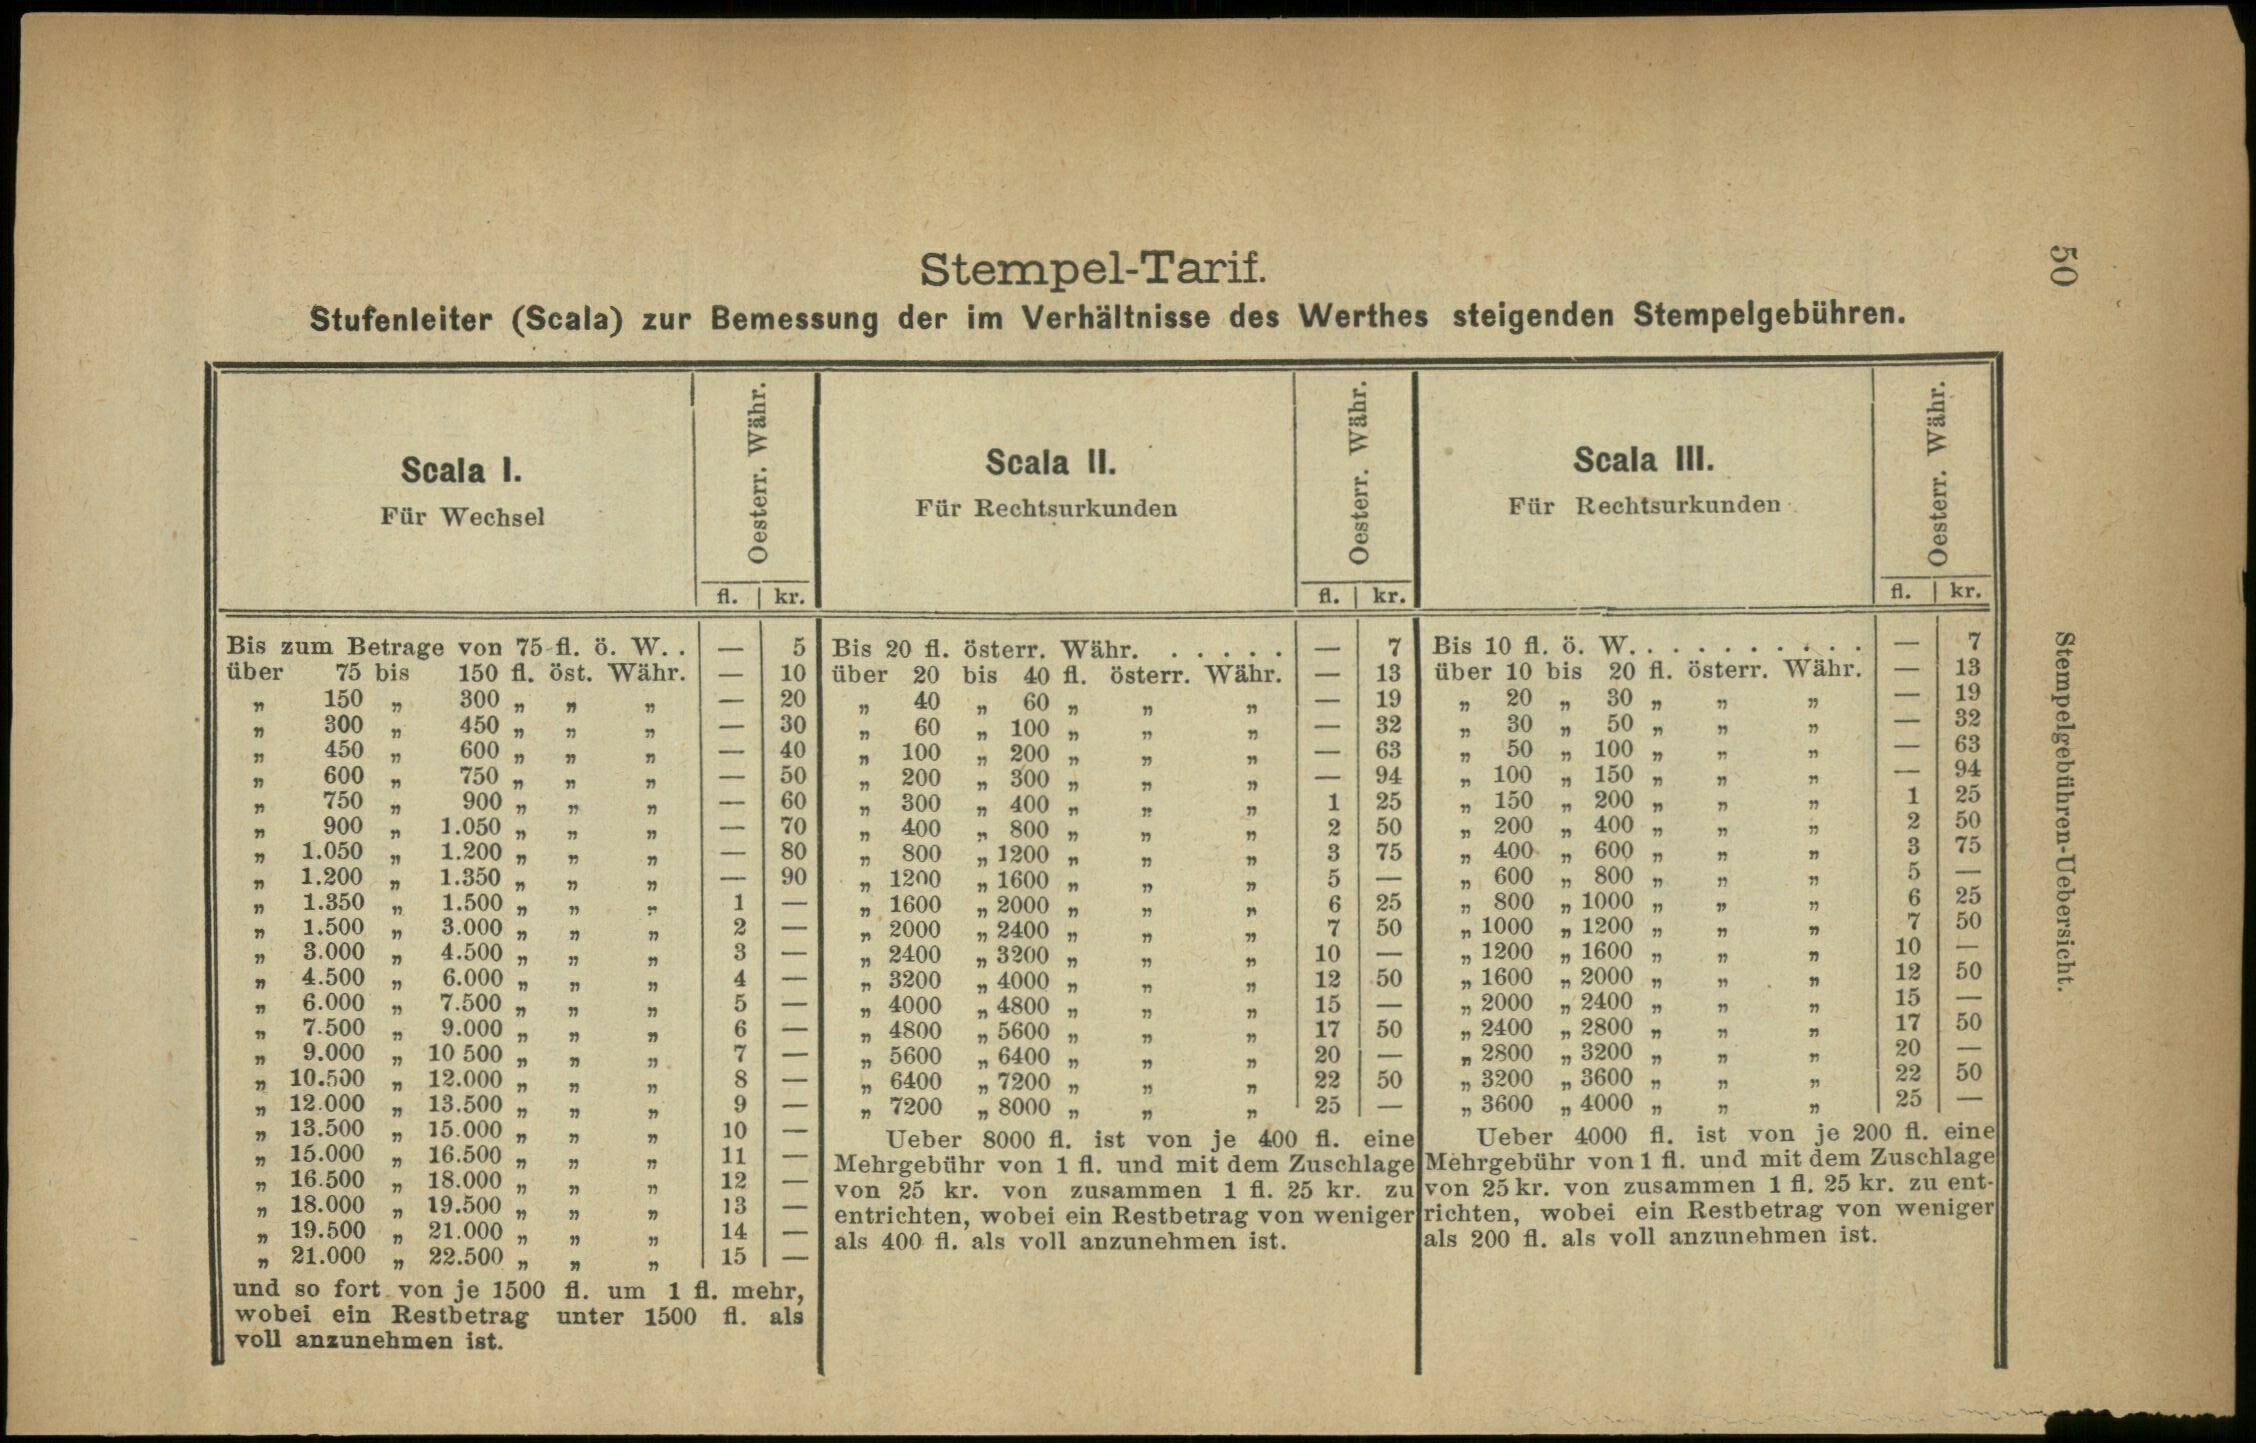 50
Stempelgebühren-Uebersicht.
Stempel-Tarif.
Stufenleiter (Scala) zur Bemessung der im Verhältnisse des Werthes steigenden Stempelgebühren.
Scala I.
Für Wechsel
Oesterr. Währ.
fl. | kr.
Bis zum Betrage von 75 fl. ö. W. . — 5
über 75 bis 150 fl. öst. Währ. — 10
„ 150 „ 300 „ „ „ — 20
„ 300 „ 450 „ „ „ — 30
„ 450 „ 600 „ „ „ — 40
„ 600 „ 750 „ „ „ — 50
„ 750 „ 900 „ „ „ — 60
„ 900 „ 1.050 „ „ „ — 70
„ 1.050 „ 1.200 „ „ „ — 80
„ 1.200 „ 1.350 „ „ „ — 90
„ 1.350 „ 1.500 „ „ „ 1 —
„ 1.500 „ 3.000 „ „ „ 2 —
„ 3.000 „ 4.500 „ „ „ 3 —
„ 4.500 „ 6.000 „ „ „ 4 —
„ 6.000 „ 7.500 „ „ „ 5 —
„ 7.500 „ 9.000 „ „ „ 6 —
„ 9.000 „ 10 500 „ „ „ 7 —
„ 10.500 „ 12.000 „ „ „ 8 —
„ 12.000 „ 13.500 „ „ „ 9 —
„ 13.500 „ 15.000 „ „ „ 10 —
„ 15.000 „ 16.500 „ „ „ 11 —
„ 16.500 „ 18.000 „ „ „ 12 —
„ 18.000 „ 19.500 „ „ „ 13 —
„ 19.500 „ 21.000 „ „ „ 14 —
„ 21.000 „ 22.500 „ „ „ 15 —
und so fort von je 1500 fl. um 1 fl. mehr,
wobei ein Restbetrag unter 1500 fl. als
voll anzunehmen ist.
Scala II.
Für Rechtsurkunden
Oesterr. Währ.
fl. | kr.
Bis 20 fl. österr. Währ. . . . . . — 7
über 20 bis 40 fl. österr. Währ. — 13
„ 40 „ 60 „ „ „ — 19
„ 60 „ 100 „ „ „ — 32
„ 100 „ 200 „ „ „ — 63
„ 200 „ 300 „ „ „ — 94
„ 300 „ 400 „ „ „ 1 25
„ 400 „ 800 „ „ „ 2 50
„ 800 „ 1200 „ „ „ 3 75
„ 1200 „ 1600 „ „ „ 5 —
„ 1600 „ 2000 „ „ „ 6 25
„ 2000 „ 2400 „ „ „ 7 50
„ 2400 „ 3200 „ „ „ 10 —
„ 3200 „ 4000 „ „ „ 12 50
„ 4000 „ 4800 „ „ „ 15 —
„ 4800 „ 5600 „ „ „ 17 50
„ 5600 „ 6400 „ „ „ 20 —
„ 6400 „ 7200 „ „ „ 22 50
„ 7200 „ 8000 „ „ „ 25 —
Ueber 8000 fl. ist von je 400 fl. eine
Mehrgebühr von 1 fl. und mit dem Zuschlage
von 25 kr. von zusammen 1 fl. 25 kr. zu
entrichten, wobei ein Restbetrag von weniger
als 400 fl. als voll anzunehmen ist.
Scala III.
Für Rechtsurkunden
Oesterr. Währ.
fl. | kr.
Bis 10 fl. ö. W. . . . . . . . . . — 7
über 10 bis 20 fl. österr. Währ. — 13
„ 20 „ 30 „ „ „ — 19
„ 30 „ 50 „ „ „ — 32
„ 50 „ 100 „ „ „ — 63
„ 100 „ 150 „ „ „ — 94
„ 150 „ 200 „ „ „ 1 25
„ 200 „ 400 „ „ „ 2 50
„ 400 „ 600 „ „ „ 3 75
„ 600 „ 800 „ „ „ 5 —
„ 800 „ 1000 „ „ „ 6 25
„ 1000 „ 1200 „ „ „ 7 50
„ 1200 „ 1600 „ „ „ 10 —
„ 1600 „ 2000 „ „ „ 12 50
„ 2000 „ 2400 „ „ „ 15 —
„ 2400 „ 2800 „ „ „ 17 50
„ 2800 „ 3200 „ „ „ 20 —
„ 3200 „ 3600 „ „ „ 22 50
„ 3600 „ 4000 „ „ „ 25 —
Ueber 4000 fl. ist von je 200 fl. eine
Mehrgebühr von 1 fl. und mit dem Zuschlage
von 25 kr. von zusammen 1 fl. 25 kr. zu ent-
richten, wobei ein Restbetrag von weniger
als 200 fl. als voll anzunehmen ist.